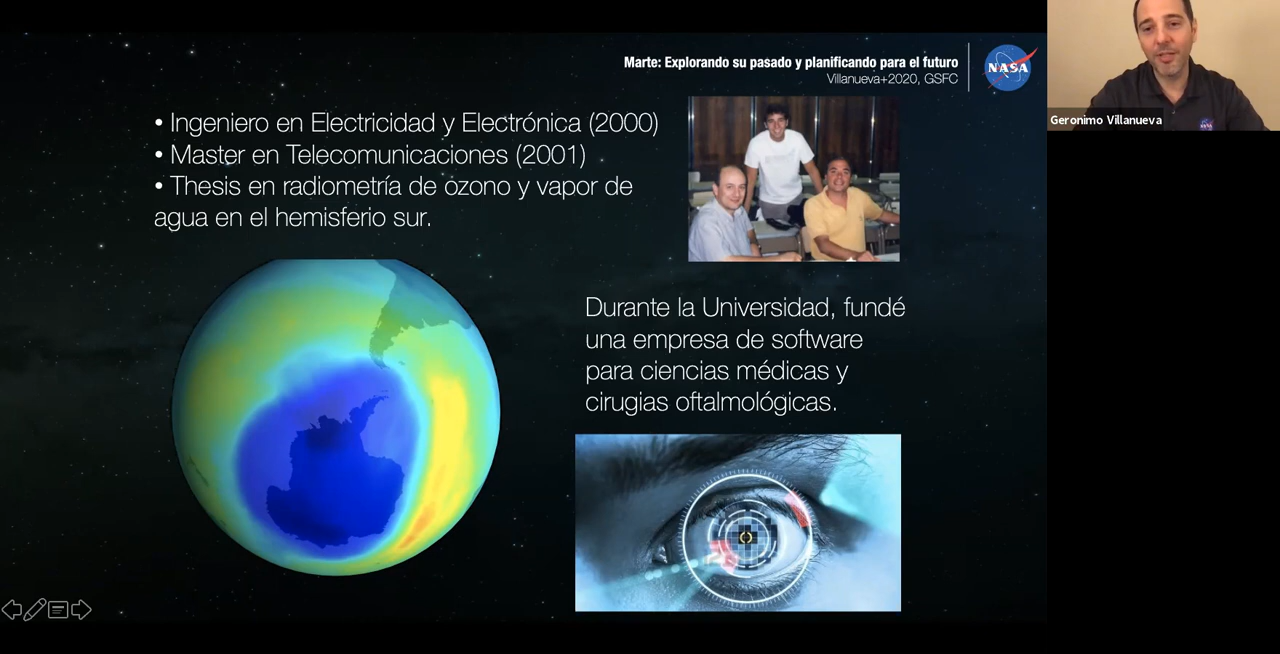 Marte: Explorando su pasado y planificando para el futuro
Villanueva+2020, GSFC
NASA
• Ingeniero en Electricidad y Electrónica (2000)
• Master en Telecomunicaciones (2001)
• Thesis en radiometría de ozono y vapor de
agua en el hemisferio sur.
Durante la Universidad, fundé
una empresa de software
para ciencias médicas y
cirugias oftalmológicas.
Geronimo Villanueva
NASA